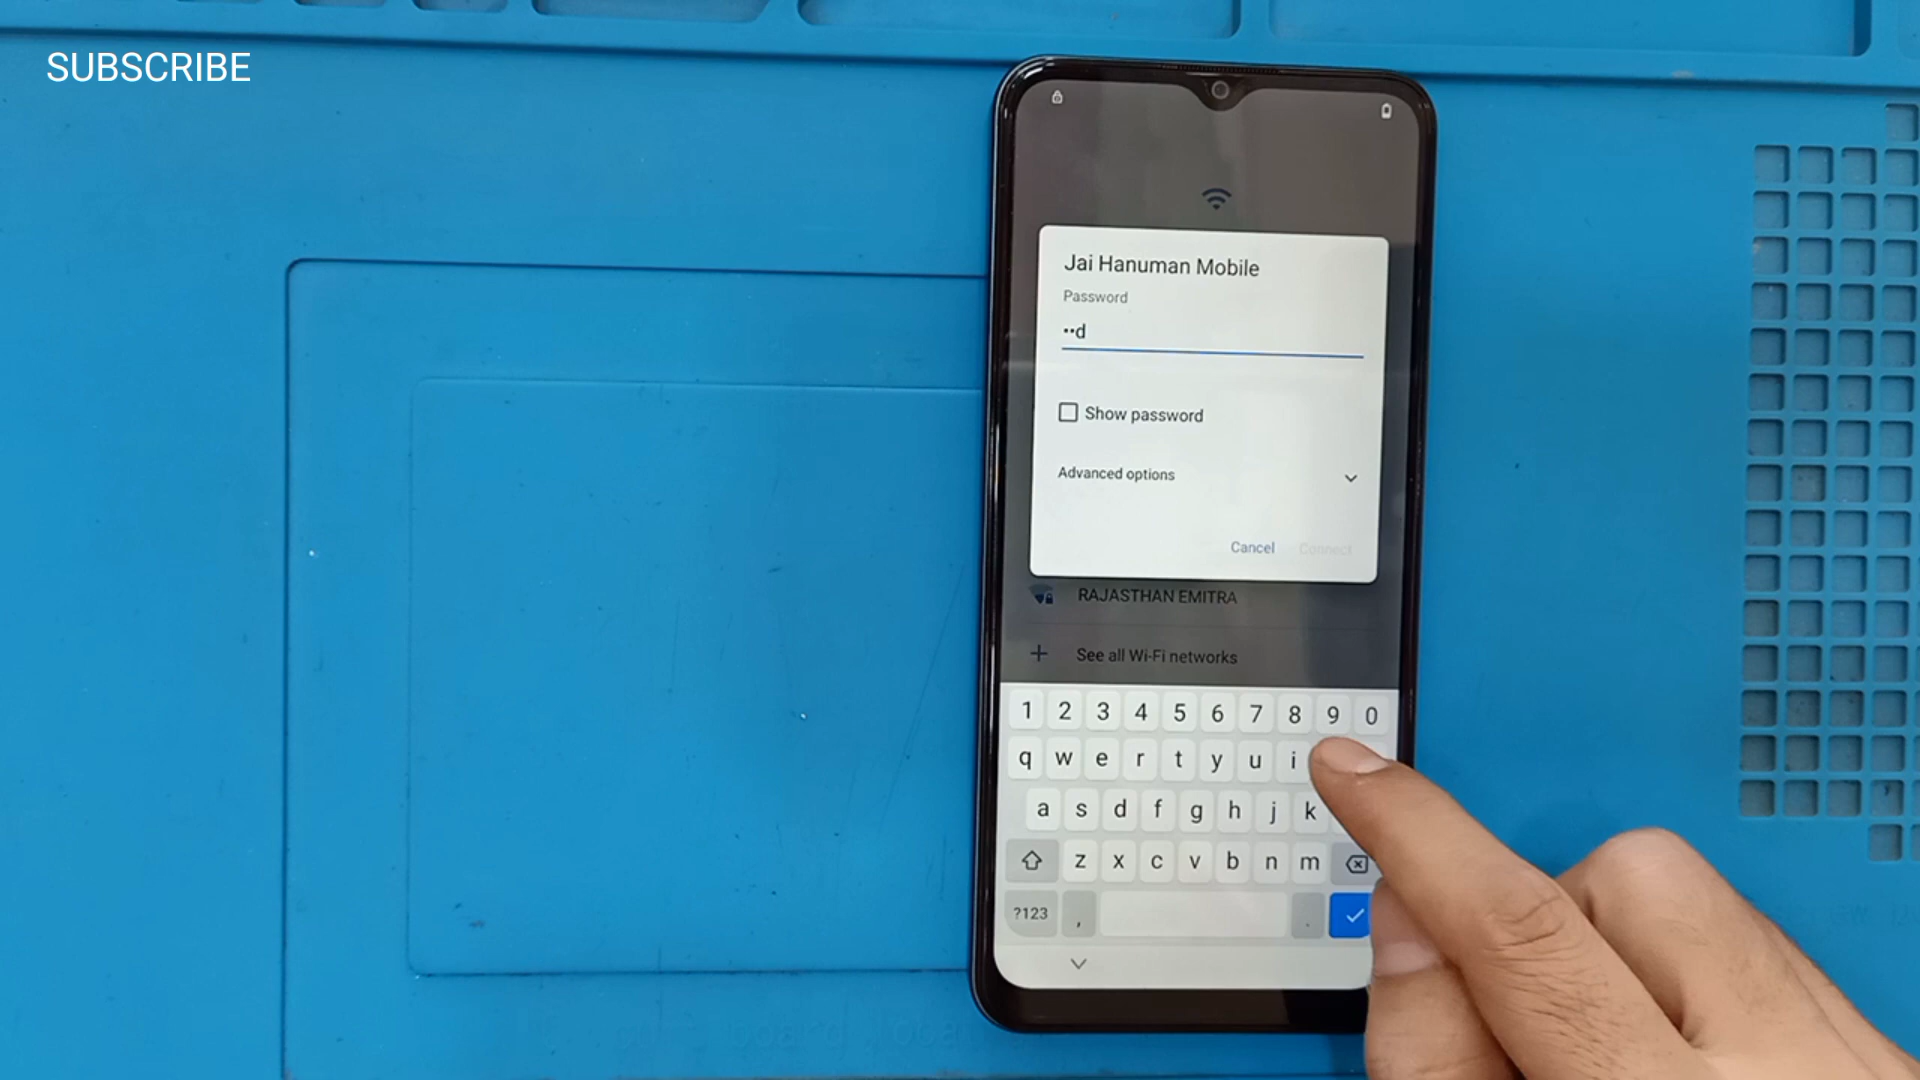 SUBSCRIBE
Jai Hanuman Mobile
Password
••d
Show password
Advanced options
Cancel Connect
RAJASTHAN EMITRA
See all Wi-Fi networks
1 2 3 4 5 6 7 8 9 0
q w e r t y u i
a s d f g h j k
z x c v b n m
?123 , .